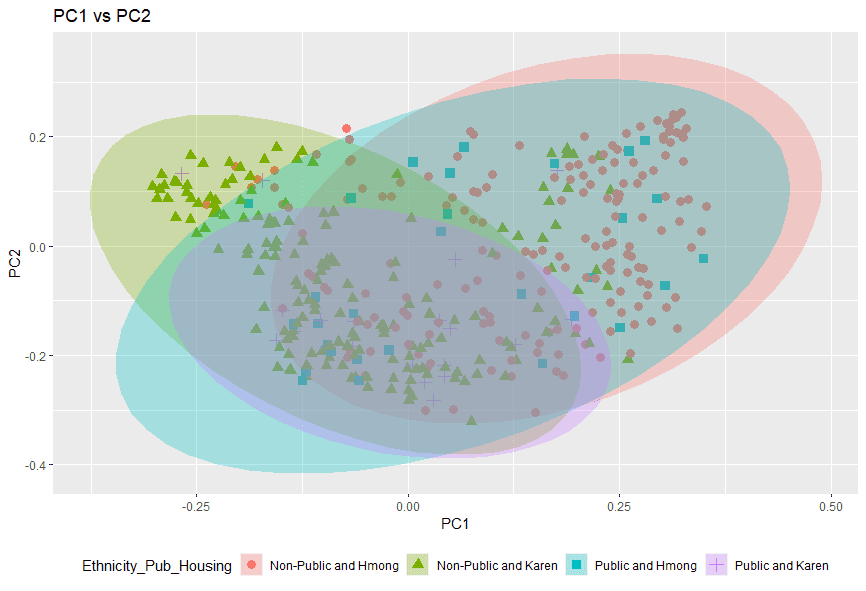 PC1 vs PC2
0.2
0.0
-0.2
-0.4
PC2
-0.25
0.00
0.25
0.50
PC1
Ethnicity_Pub_Housing
Non-Public and Hmong
Non-Public and Karen
Public and Hmong
Public and Karen